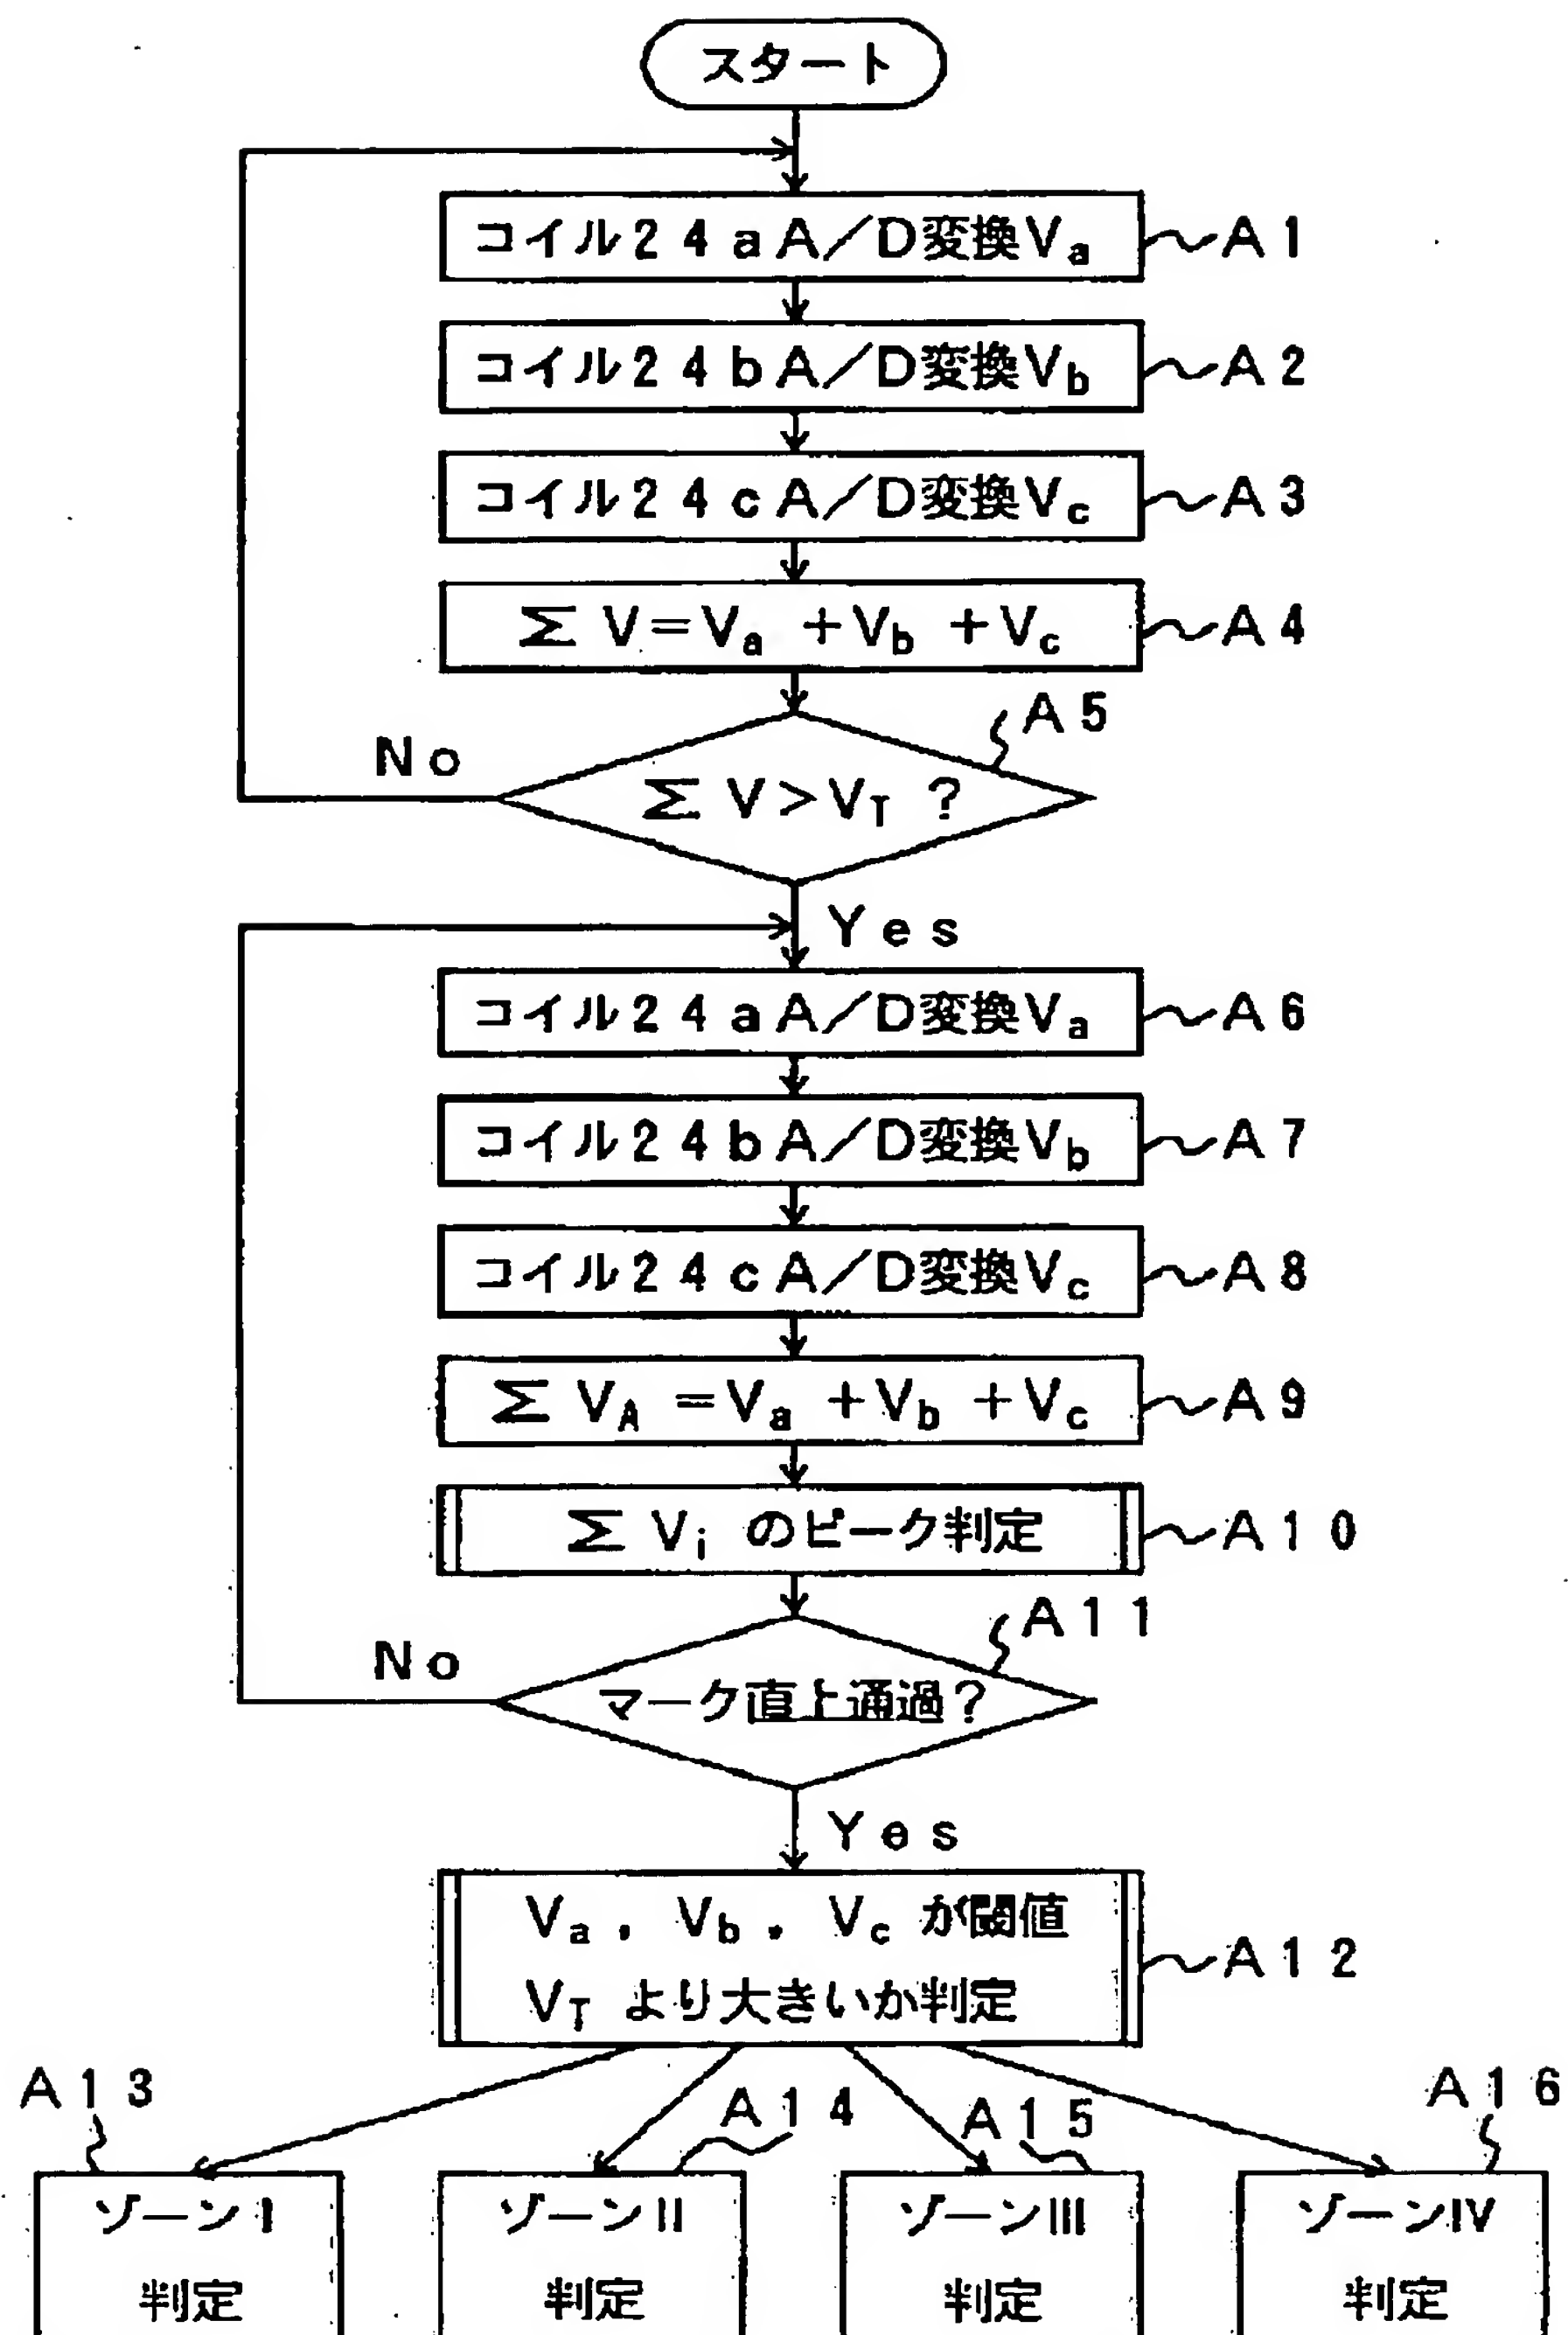 スタート
コイル24aA/D変換Va
A1
コイル24bA/D変換Vb
A2
コイル24cA/D変換Vc
A3
Σ V=Va +Vb +Vc
A4
A5
No
Σ V>VT ?
Yes
コイル24aA/D変換Va
A6
コイル24bA/D変換Vb
A7
コイル24cA/D変換Vc
A8
Σ VA =Va +Vb +Vc
A9
Σ Vi のピーク判定
A10
A11
No
マーク直上通過?
Yes
Va, Vb, Vc が閾値
VT より大きいか判定
A12
A13
A14
A15
A16
ゾーンI
判定
ゾーンII
判定
ゾーンIII
判定
ゾーンIV
判定